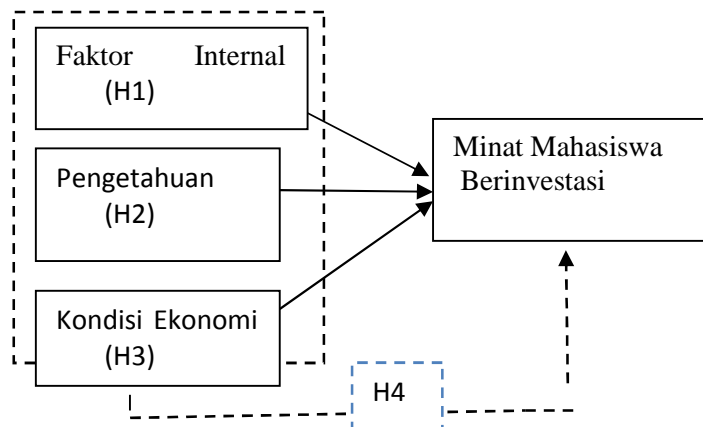 Faktor Internal
(H1)
Pengetahuan
(H2)
Kondisi Ekonomi
(H3)
Minat Mahasiswa
Berinvestasi
H4